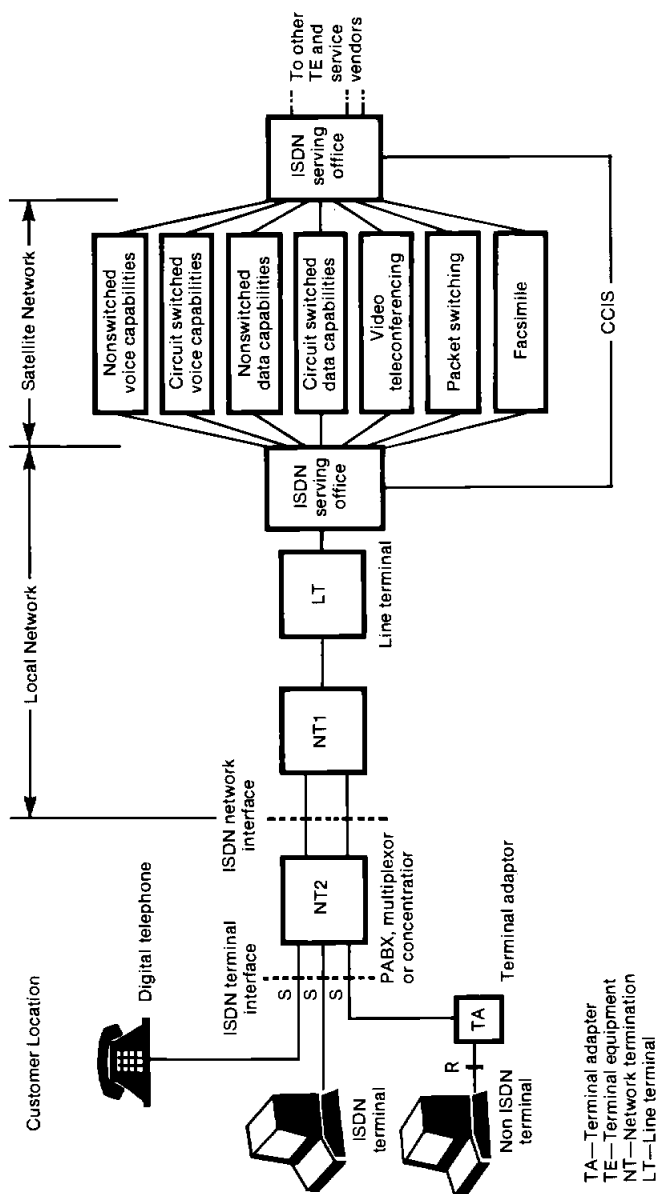 Customer Location
Local Network
Satellite Network
Digital telephone
ISDN terminal
interface
ISDN network
interface
S
S
S
NT2
NT1
LT
Line terminal
PABX, multiplexor
or concentratior
ISDN
terminal
Non ISDN
terminal
R
TA
Terminal adaptor
ISDN
serving
office
Nonswitched
voice capabilities
Circuit switched
voice capabilities
Nonswitched
data capabilities
Circuit switched
data capabilities
Video
teleconferencing
Packet switching
Facsimile
ISDN
serving
office
To other
TE and
service
vendors
CCIS
TA—Terminal adapter
TE—Terminal equipment
NT—Network termination
LT—Line terminal